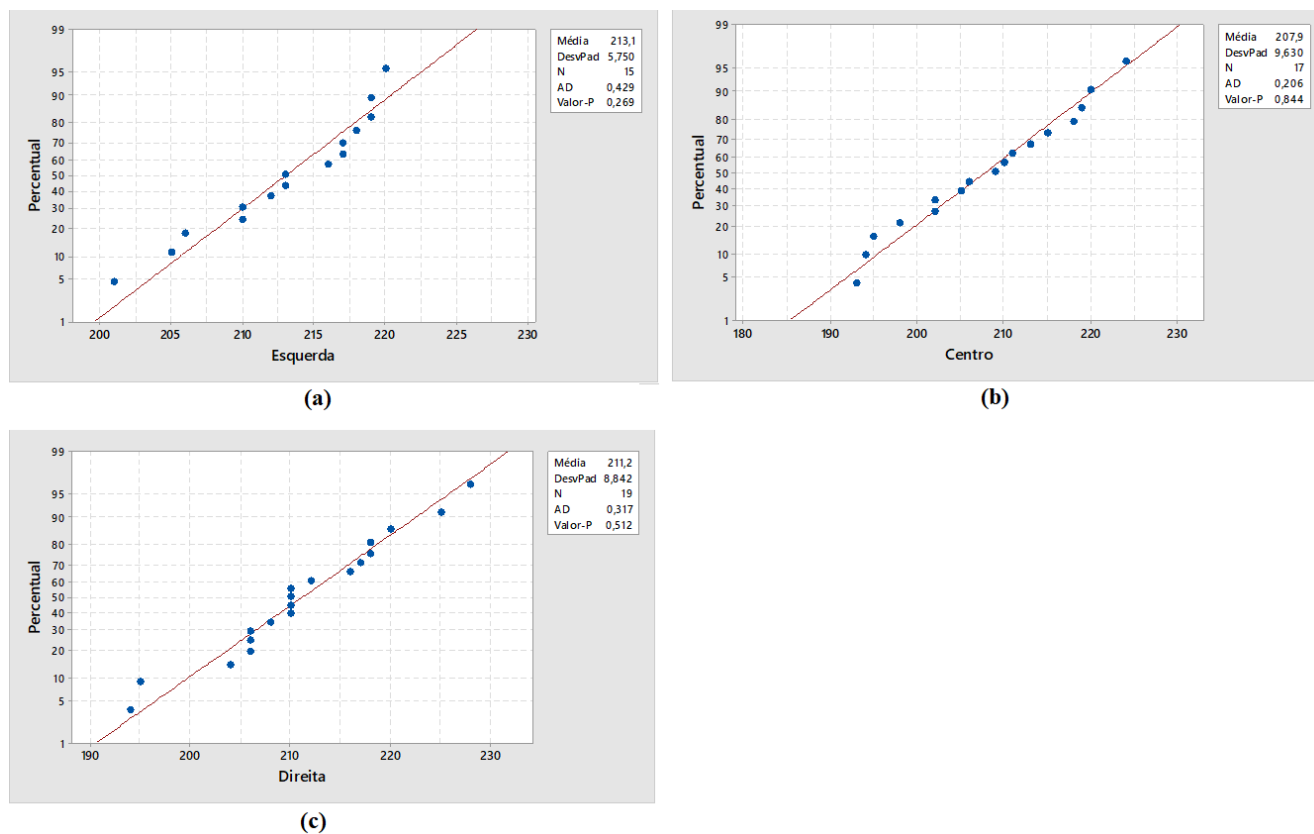 99
95
90
80
70
60
50
40
30
20
10
5
1
Percentual
200 205 210 215 220 225 230
Esquerda
Média 213,1
DesvPad 5,750
N 15
AD 0,429
Valor-P 0,269
(a)
99
95
90
80
70
60
50
40
30
20
10
5
1
Percentual
180 190 200 210 220 230
Centro
Média 207,9
DesvPad 9,630
N 17
AD 0,206
Valor-P 0,844
(b)
99
95
90
80
70
60
50
40
30
20
10
5
1
Percentual
190 200 210 220 230
Direita
Média 211,2
DesvPad 8,842
N 19
AD 0,317
Valor-P 0,512
(c)